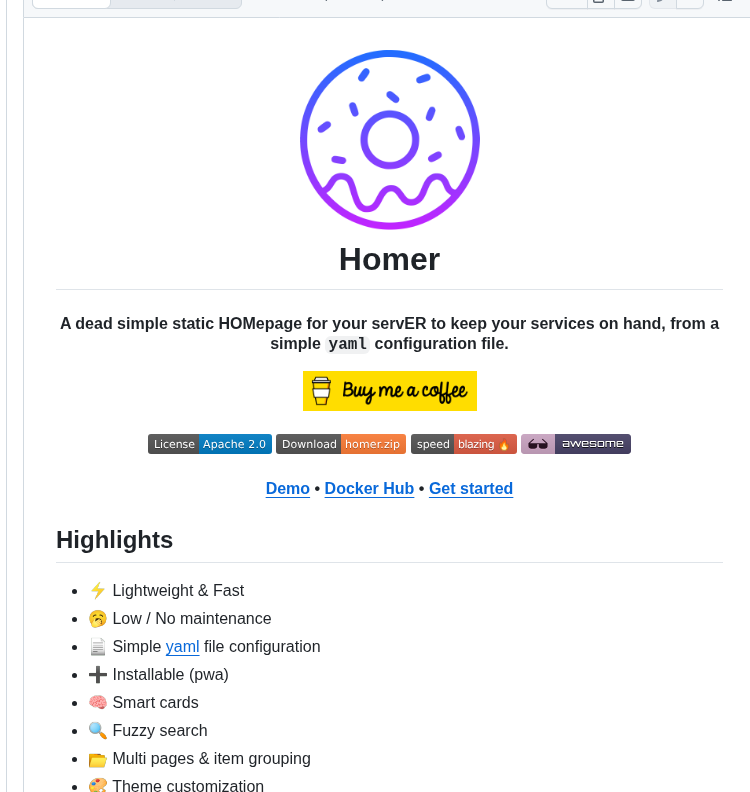 Homer
A dead simple static HOMepage for your servER to keep your services on hand, from a
simple yaml configuration file.
Buy me a coffee
License Apache 2.0 Download homer.zip speed blazing 🔥 🕶 awesome
Demo • Docker Hub • Get started
Highlights
• ⚡ Lightweight & Fast
• 🥱 Low / No maintenance
• 📄 Simple yaml file configuration
• ➕ Installable (pwa)
• 🧠 Smart cards
• 🔍 Fuzzy search
• 📂 Multi pages & item grouping
• 🎨 Theme customization